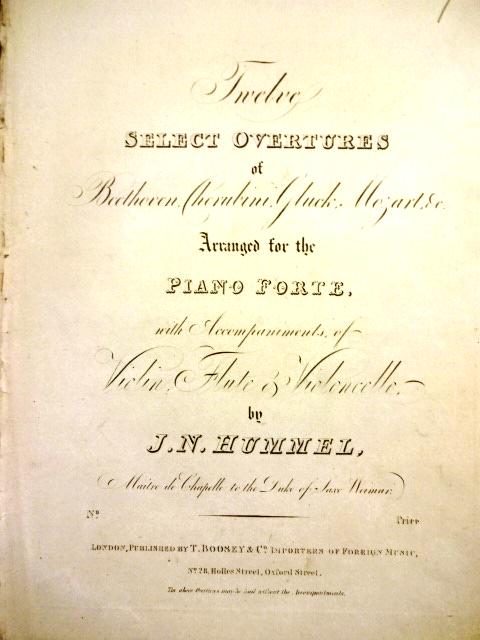 Twelve
SELECT OVERTURES
of
Beethoven, Cherubini, Gluck, Mozart, &c.
Arranged for the
PIANO FORTE,
with Accompaniments, of
Violin, Flute & Violoncello,
by
J. N. HUMMEL,
Maitre de Chapelle to the Duke of Saxe Weimar.
No. Price
LONDON, PUBLISHED BY T. BOOSEY & Co. IMPORTERS OF FOREIGN MUSIC,
No. 28, Holles Street, Oxford Street.
The above Overtures may be had without the Accompaniments.